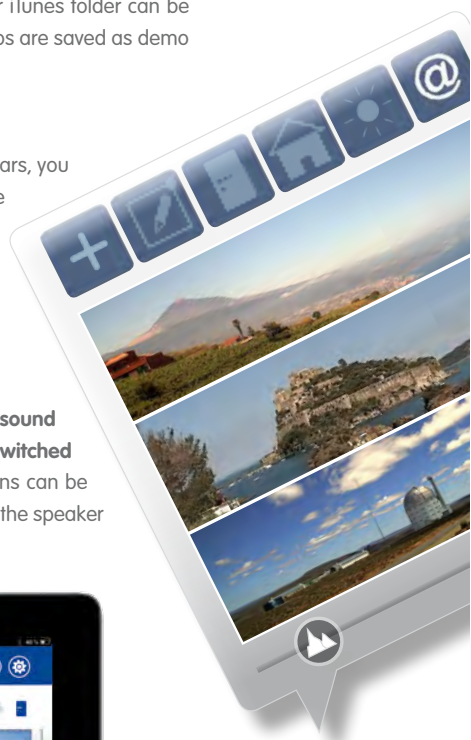 r iTunes folder can be
os are saved as demo
@
ars, you
e
sound
witched
ns can be
the speaker